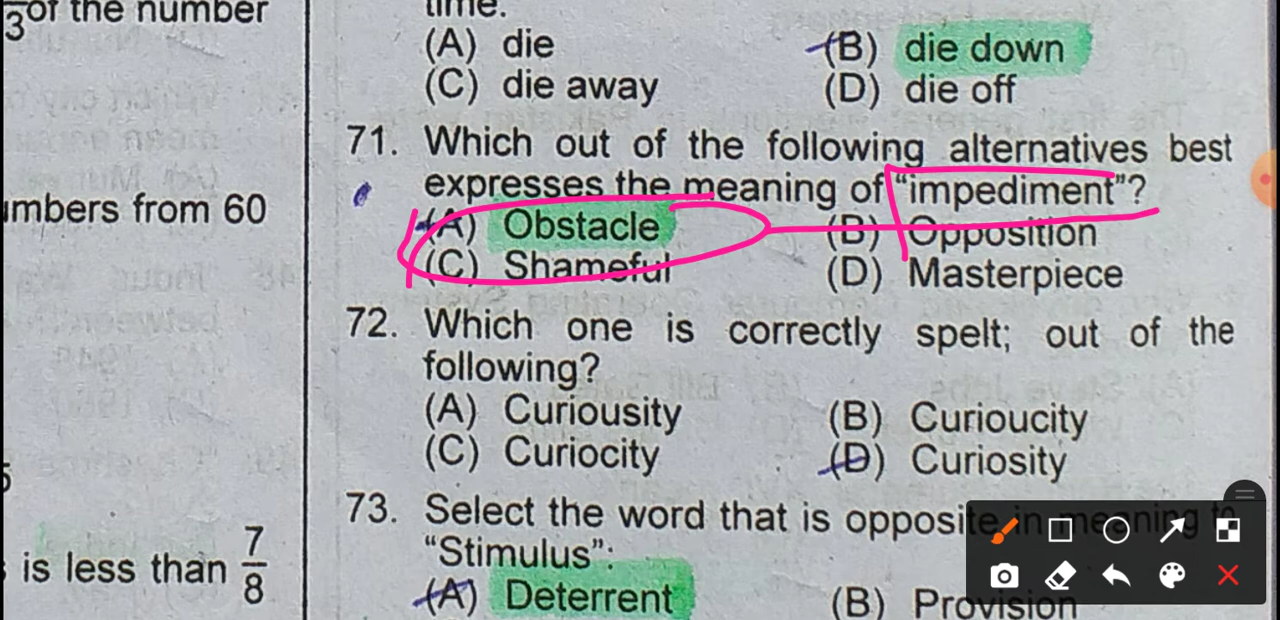 3 of the number
umbers from 60
is less than 7/8
time.
(A) die (B) die down
(C) die away (D) die off
71. Which out of the following alternatives best
expresses the meaning of “impediment”?
(A) Obstacle (B) Opposition
(C) Shameful (D) Masterpiece
72. Which one is correctly spelt; out of the
following?
(A) Curiousity (B) Curioucity
(C) Curiocity (D) Curiosity
73. Select the word that is opposite in meaning to
“Stimulus”:
(A) Deterrent (B) Provision